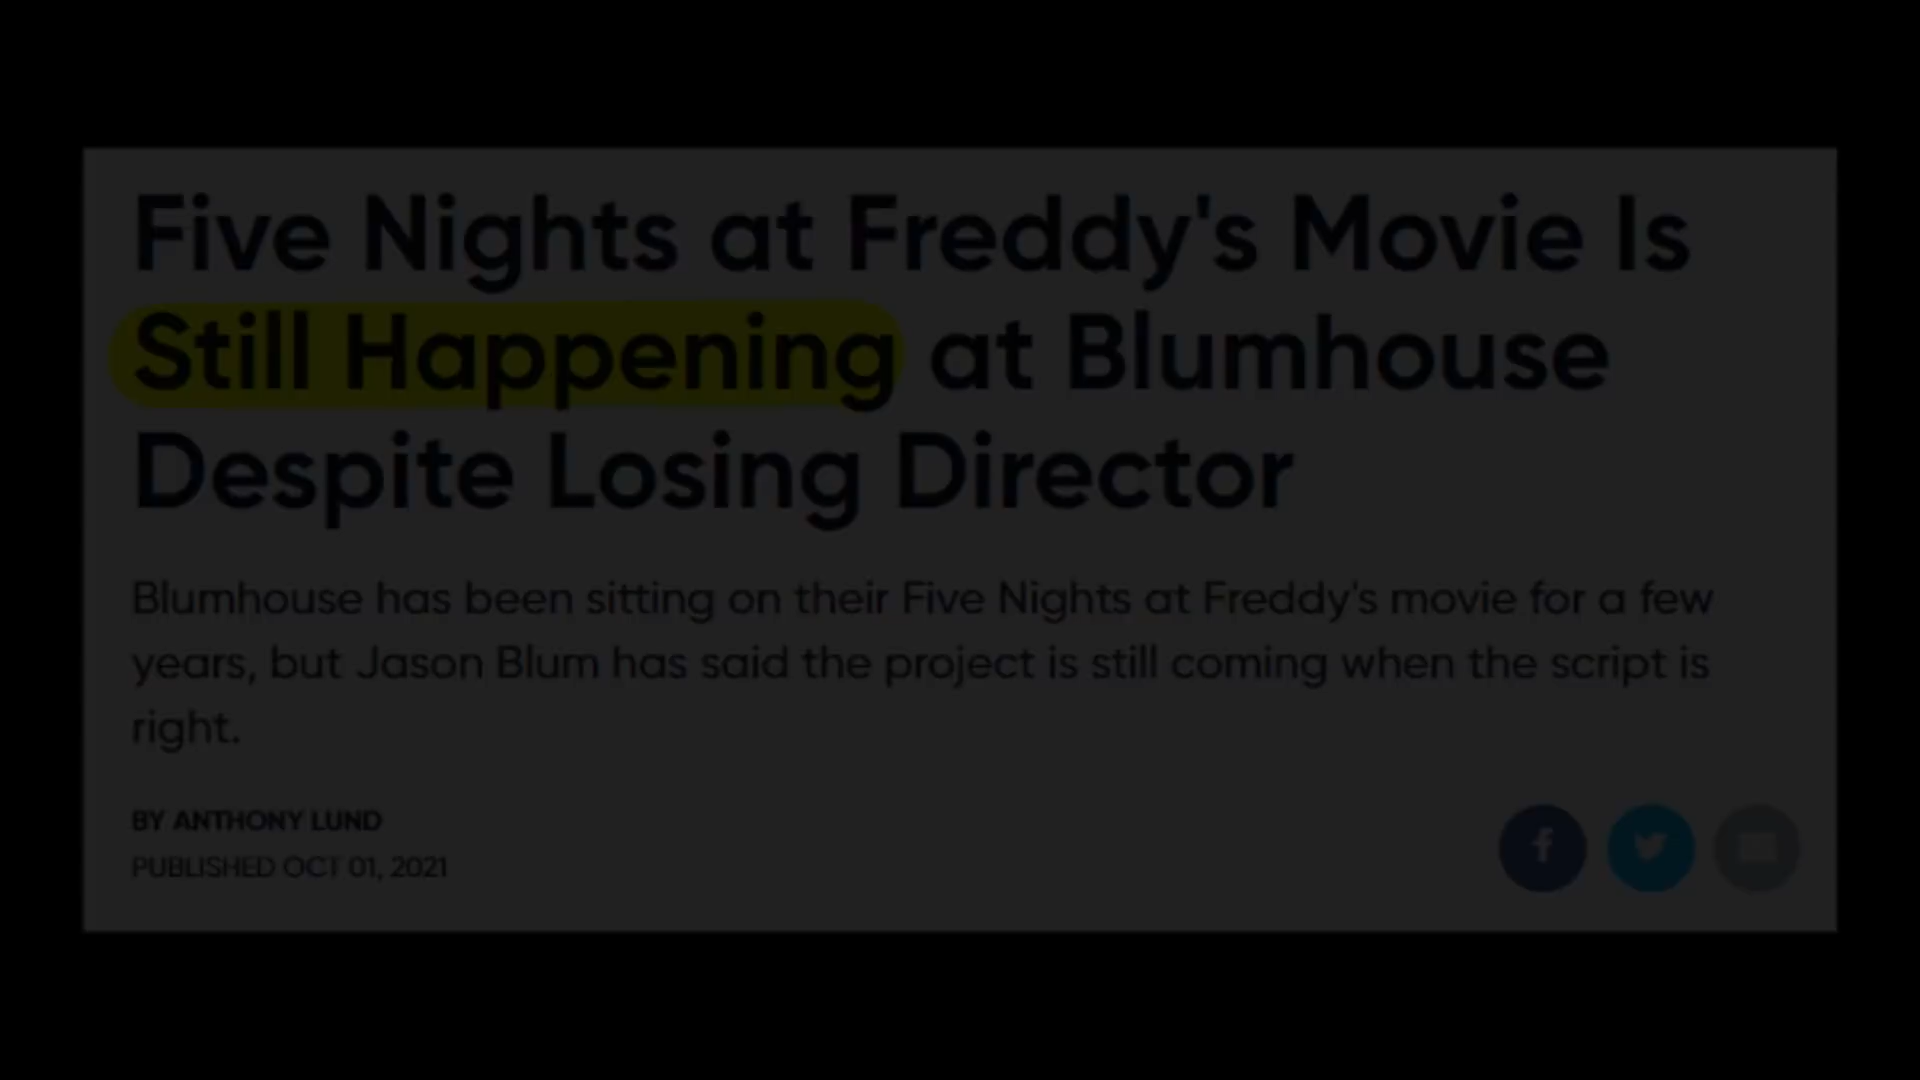 Five Nights at Freddy's Movie Is
Still Happening at Blumhouse
Despite Losing Director
Blumhouse has been sitting on their Five Nights at Freddy's movie for a few
years, but Jason Blum has said the project is still coming when the script is
right.
BY ANTHONY LUND
PUBLISHED OCT 01, 2021